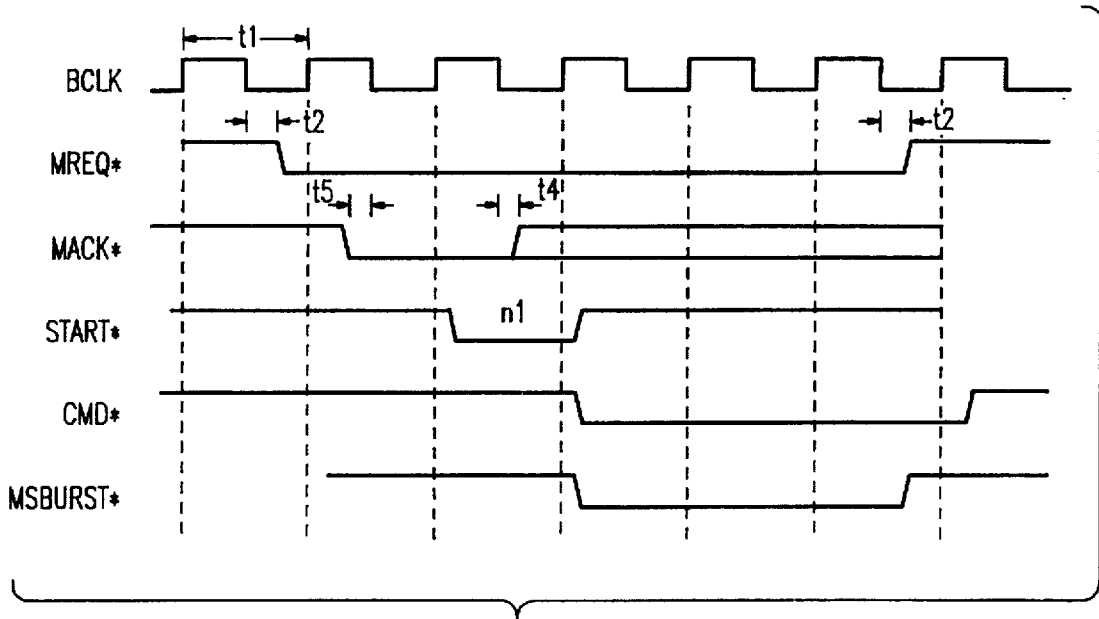 t1
BCLK
t2 t2
MREQ*
t5 t4
MACK*
n1
START*
CMD*
MSBURST*